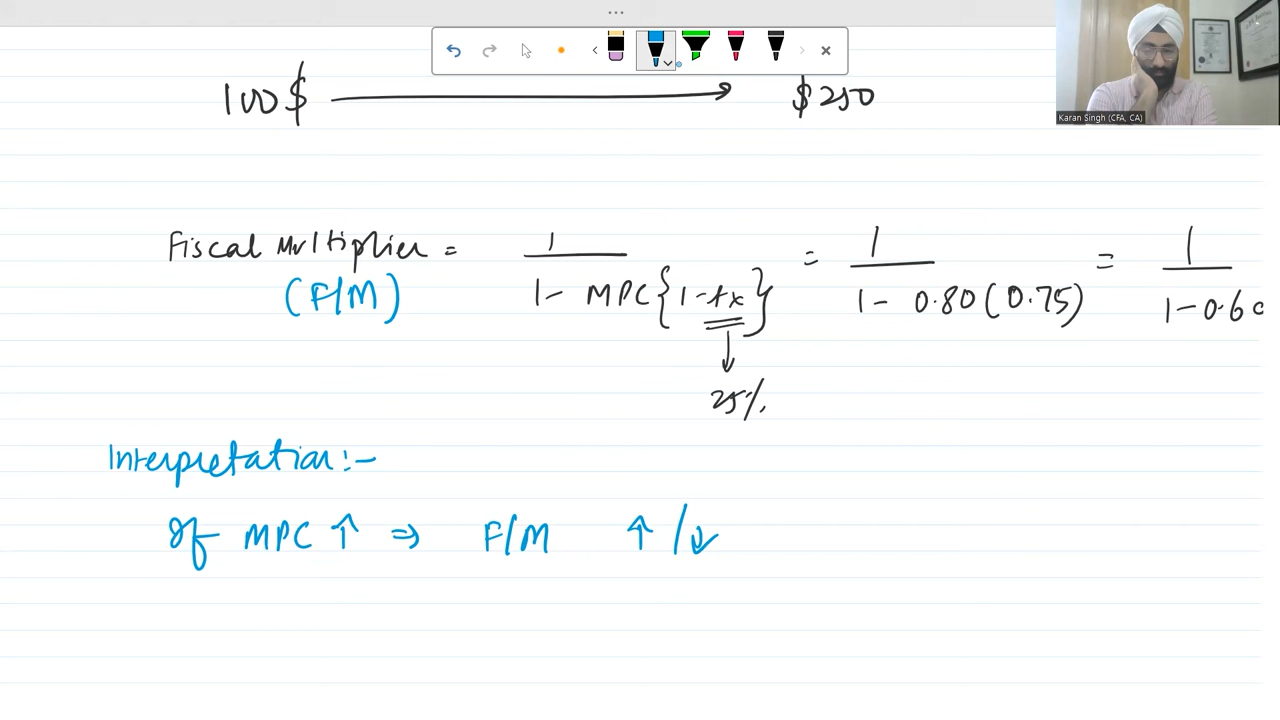 Karan Singh (CFA, CA)
100$ → $250
Fiscal Multiplier = 1 / 1 - MPC{1-tx} = 1 / 1 - 0.80(0.75) = 1 / 1-0.60
(F/M)
25%
Interpretation:-
If MPC ↑ ⇒ F/M ↑/↓